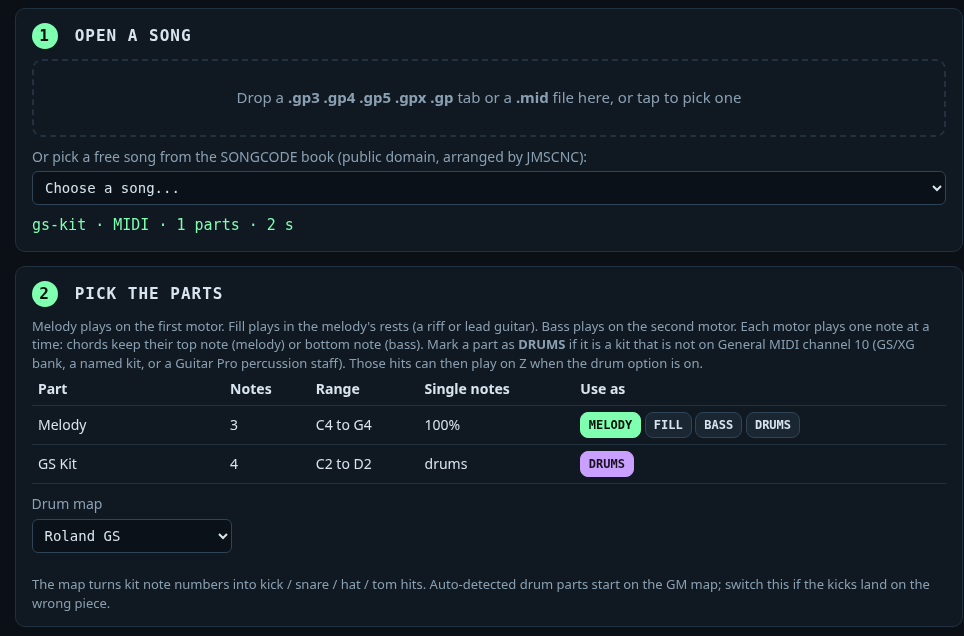 1 OPEN A SONG
Drop a .gp3 .gp4 .gp5 .gpx .gp tab or a .mid file here, or tap to pick one
Or pick a free song from the SONGCODE book (public domain, arranged by JMSCNC):
Choose a song...
gs-kit · MIDI · 1 parts · 2 s
2 PICK THE PARTS
Melody plays on the first motor. Fill plays in the melody's rests (a riff or lead guitar). Bass plays on the second motor. Each motor plays one note at a
time: chords keep their top note (melody) or bottom note (bass). Mark a part as DRUMS if it is a kit that is not on General MIDI channel 10 (GS/XG
bank, a named kit, or a Guitar Pro percussion staff). Those hits can then play on Z when the drum option is on.
Part Notes Range Single notes Use as
Melody 3 C4 to G4 100% MELODY FILL BASS DRUMS
GS Kit 4 C2 to D2 drums DRUMS
Drum map
Roland GS
The map turns kit note numbers into kick / snare / hat / tom hits. Auto-detected drum parts start on the GM map; switch this if the kicks land on the
wrong piece.